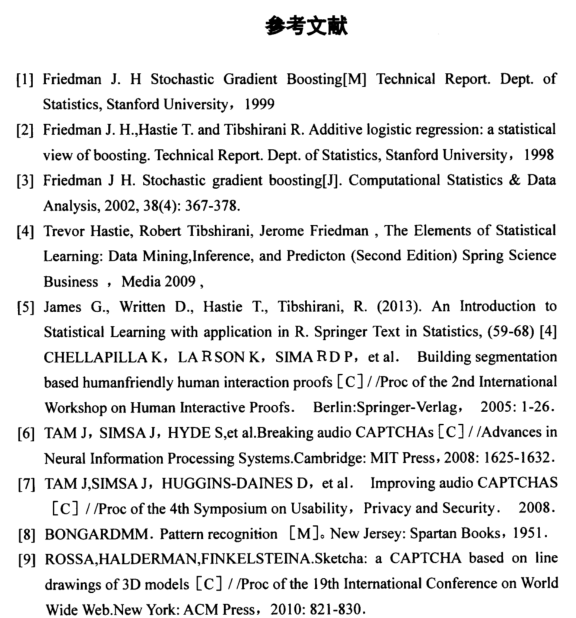 参考文献
[1] Friedman J. H Stochastic Gradient Boosting[M] Technical Report. Dept. of
Statistics, Stanford University，1999
[2] Friedman J. H.,Hastie T. and Tibshirani R. Additive logistic regression: a statistical
view of boosting. Technical Report. Dept. of Statistics, Stanford University，1998
[3] Friedman J H. Stochastic gradient boosting[J]. Computational Statistics & Data
Analysis, 2002, 38(4): 367-378.
[4] Trevor Hastie, Robert Tibshirani, Jerome Friedman , The Elements of Statistical
Learning: Data Mining,Inference, and Predicton (Second Edition) Spring Science
Business ，Media 2009 ,
[5] James G., Written D., Hastie T., Tibshirani, R. (2013). An Introduction to
Statistical Learning with application in R. Springer Text in Statistics, (59-68) [4]
CHELLAPILLA K，LA R SON K，SIMA R D P，et al． Building segmentation
based humanfriendly human interaction proofs［C］/ /Proc of the 2nd International
Workshop on Human Interactive Proofs． Berlin:Springer-Verlag， 2005: 1-26．
[6] TAM J，SIMSA J，HYDE S,et al.Breaking audio CAPTCHAs［C］/ /Advances in
Neural Information Processing Systems.Cambridge: MIT Press，2008: 1625-1632．
[7] TAM J,SIMSA J，HUGGINS-DAINES D，et al． Improving audio CAPTCHAS
［C］/ /Proc of the 4th Symposium on Usability，Privacy and Security． 2008．
[8] BONGARDMM．Pattern recognition ［M]。New Jersey: Spartan Books，1951．
[9] ROSSA,HALDERMAN,FINKELSTEINA.Sketcha: a CAPTCHA based on line
drawings of 3D models［C］/ /Proc of the 19th International Conference on World
Wide Web.New York: ACM Press，2010: 821-830．